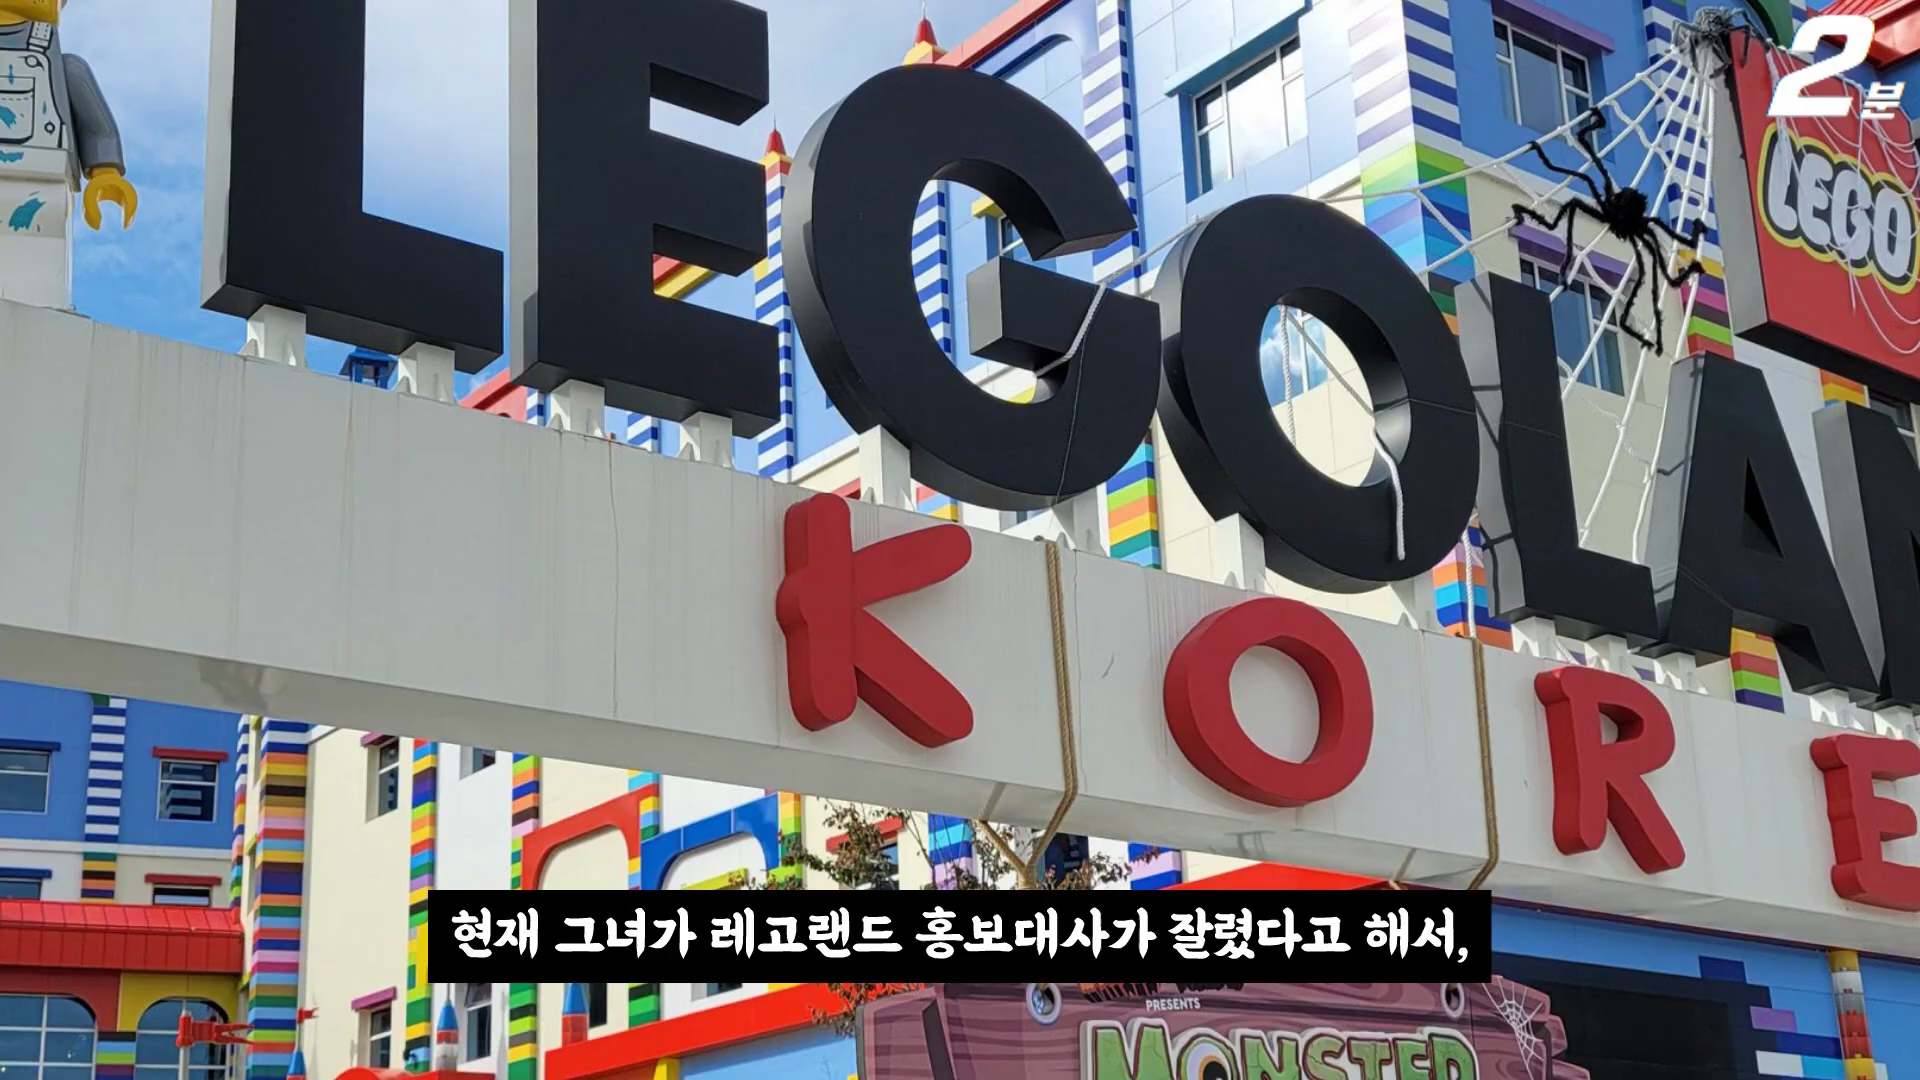 2분
LEGOLAN
LEGO
KORE
현재 그녀가 레고랜드 홍보대사가 잘렸다고 해서,
PRESENTS
MONSTER